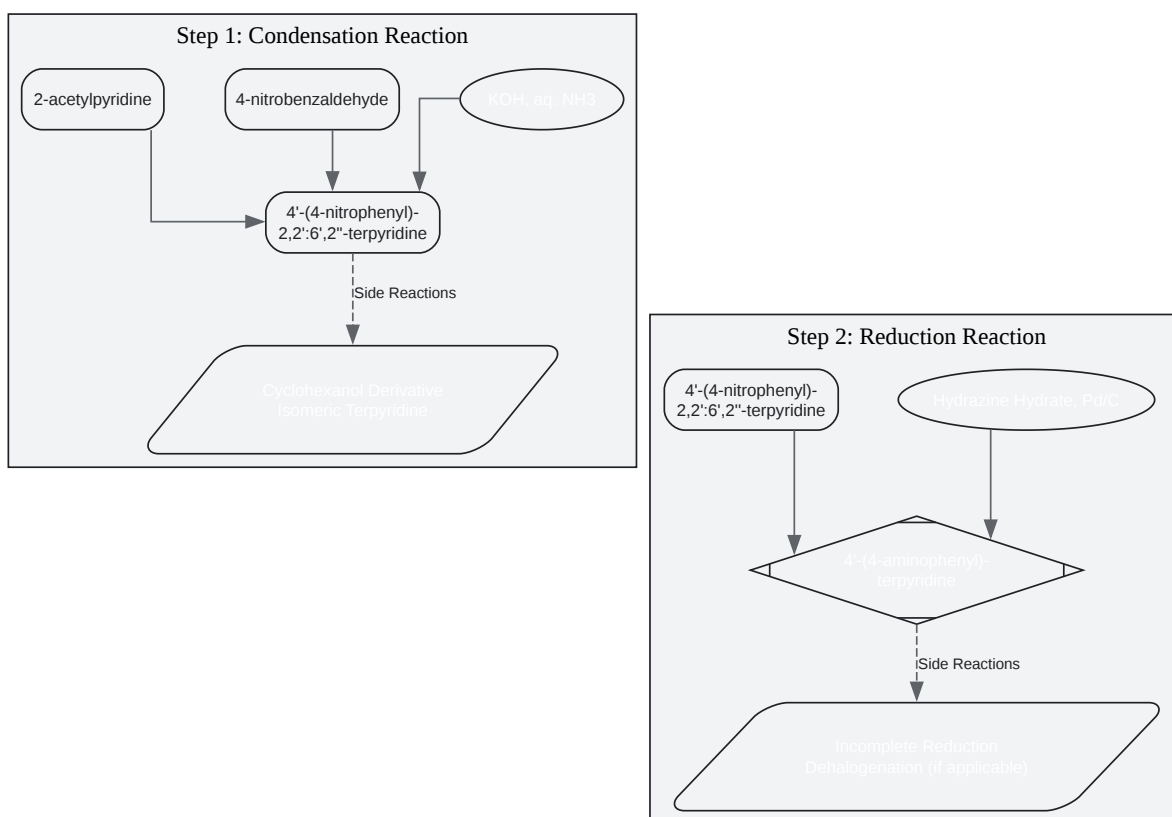 Step 1: Condensation Reaction
2-acetylpyridine
4-nitrobenzaldehyde
KOH, aq. NH3
4'-(4-nitrophenyl)-
2,2':6',2''-terpyridine
Side Reactions
Cyclohexanol Derivative
Isomeric Terpyridine
Step 2: Reduction Reaction
4'-(4-nitrophenyl)-
2,2':6',2''-terpyridine
Hydrazine Hydrate, Pd/C
4'-(4-aminophenyl)-
terpyridine
Side Reactions
Incomplete Reduction
Dehalogenation (if applicable)